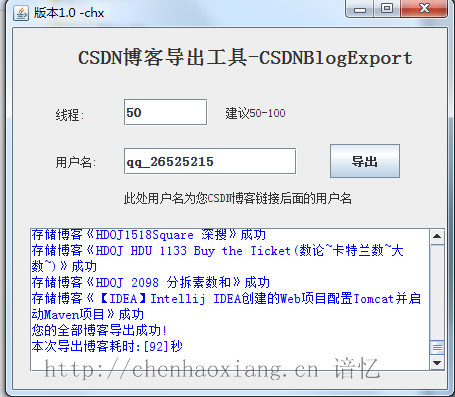 版本1.0 -chx
CSDN博客导出工具-CSDNBlogExport
线程:
50
建议50-100
用户名:
qq_26525215
导出
此处用户名为您CSDN博客链接后面的用户名
存储博客《HDOJ1518Square 深搜》成功
存储博客《HDOJ HDU 1133 Buy the Ticket(数论~卡特兰数~大
数~)》成功
存储博客《HDOJ 2098 分拆素数和》成功
存储博客《【IDEA】Intellij IDEA创建的Web项目配置Tomcat并启
动Maven项目》成功
您的全部博客导出成功!
本次导出博客耗时:[92]秒
http://chenhaoxiang.cn 谙忆